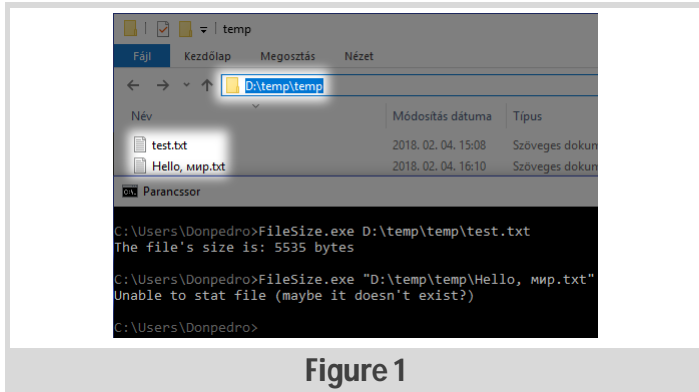 temp
Fájl Kezdőlap Megosztás Nézet
D:\temp\temp
Név Módosítás dátuma Típus
test.txt 2018. 02. 04. 15:08 Szöveges dokun
Hello, мир.txt 2018. 02. 04. 16:10 Szöveges dokun
Parancssor
C:\Users\Donpedro>FileSize.exe D:\temp\temp\test.txt
The file's size is: 5535 bytes
C:\Users\Donpedro>FileSize.exe "D:\temp\temp\Hello, мир.txt"
Unable to stat file (maybe it doesn't exist?)
C:\Users\Donpedro>
Figure 1